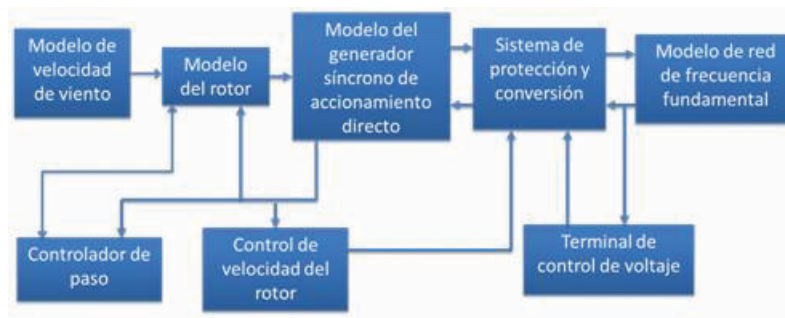 Modelo de
velocidad
de viento
Modelo
del rotor
Modelo del
generador
síncrono de
accionamiento
directo
Sistema de
protección y
conversión
Modelo de red
de frecuencia
fundamental
Controlador de
paso
Control de
velocidad del
rotor
Terminal de
control de voltaje